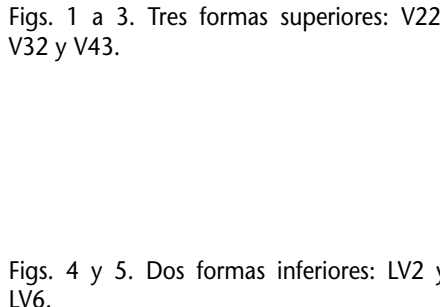 Figs. 1 a 3. Tres formas superiores: V22
V32 y V43.
Figs. 4 y 5. Dos formas inferiores: LV2 y
LV6.